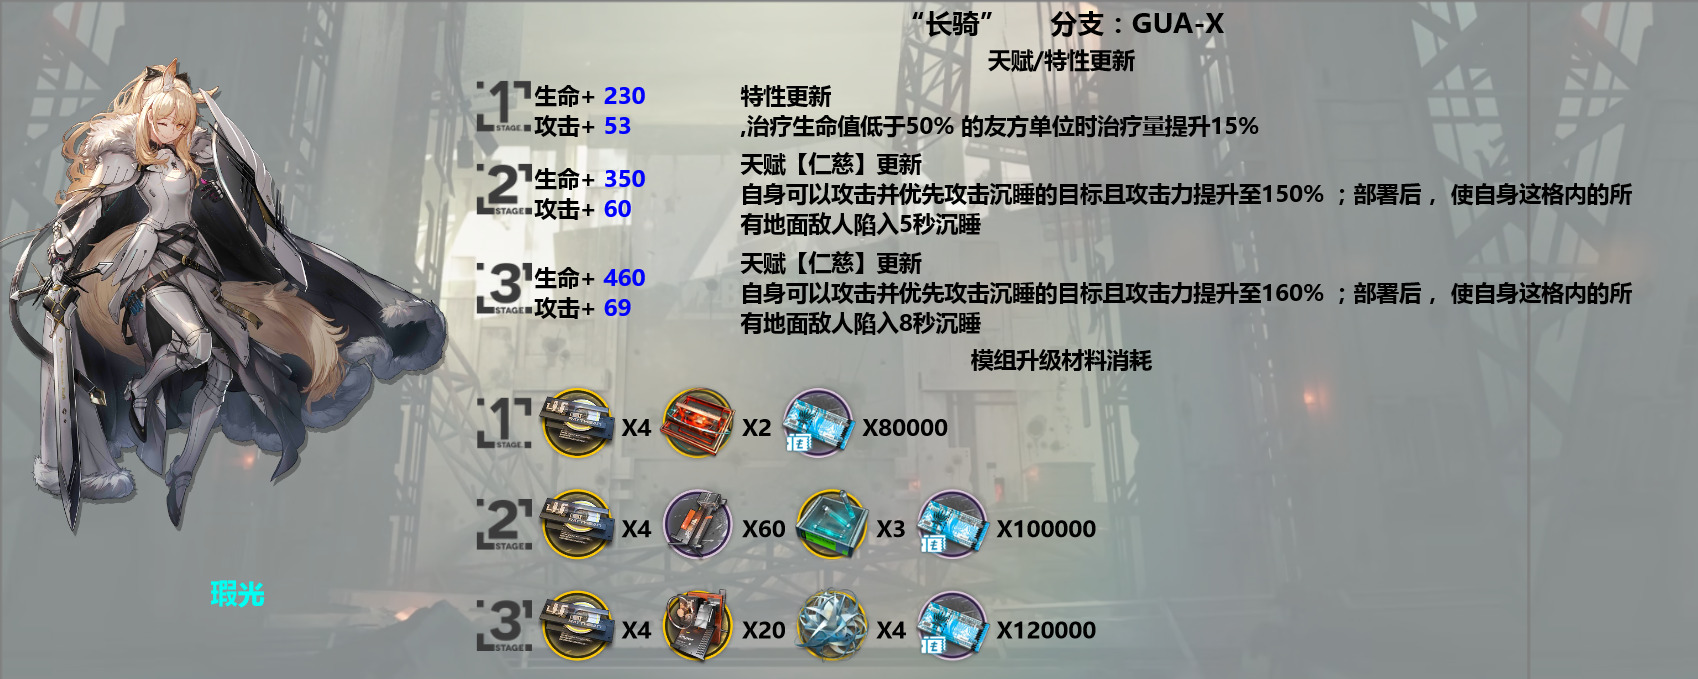 “长骑” 分支：GUA-X
天赋/特性更新
1 STAGE.
生命+ 230
攻击+ 53
特性更新
,治疗生命值低于50% 的友方单位时治疗量提升15%
2 STAGE.
生命+ 350
攻击+ 60
天赋【仁慈】更新
自身可以攻击并优先攻击沉睡的目标且攻击力提升至150% ；部署后， 使自身这格内的所
有地面敌人陷入5秒沉睡
3 STAGE.
生命+ 460
攻击+ 69
天赋【仁慈】更新
自身可以攻击并优先攻击沉睡的目标且攻击力提升至160% ；部署后， 使自身这格内的所
有地面敌人陷入8秒沉睡
模组升级材料消耗
1 STAGE. X4 X2 X80000
2 STAGE. X4 X60 X3 X100000
瑕光
3 STAGE. X4 X20 X4 X120000